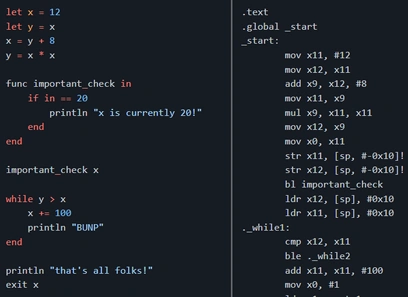 let x = 12
let y = x
x = y + 8
y = x * x
func important_check in
if in == 20
println "x is currently 20!"
end
end
important_check x
while y > x
x += 100
println "BUNP"
end
println "that's all folks!"
exit x
.text
.global _start
_start:
mov x11, #12
mov x12, x11
add x9, x12, #8
mov x11, x9
mul x9, x11, x11
mov x12, x9
mov x0, x11
str x11, [sp, #-0x10]!
str x12, [sp, #-0x10]!
bl important_check
ldr x12, [sp], #0x10
ldr x11, [sp], #0x10
._while1:
cmp x12, x11
ble ._while2
add x11, x11, #100
mov x0, #1